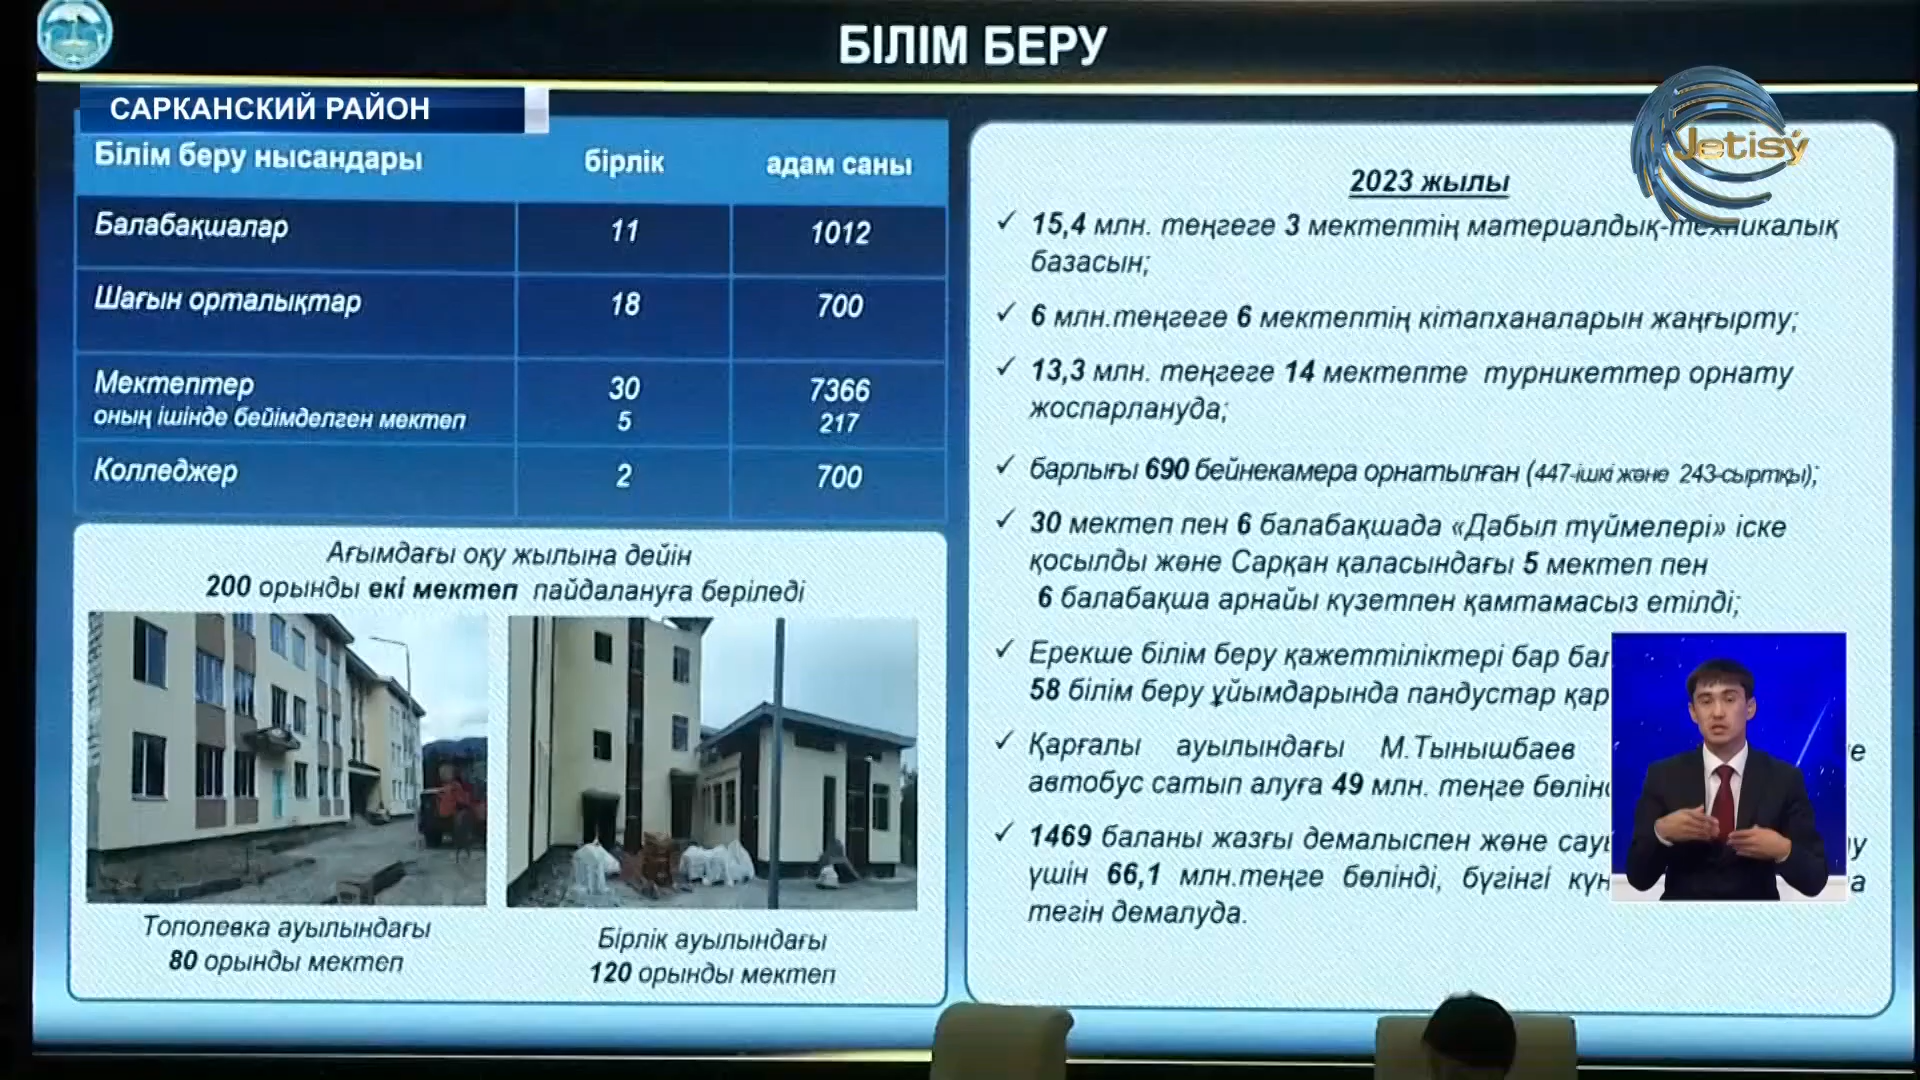 БІЛІМ БЕРУ
САРКАНСКИЙ РАЙОН
Jetisý
Білім беру нысандары бірлік адам саны
Балабақшалар 11 1012
Шағын орталықтар 18 700
Мектептер 30 7366
оның ішінде бейімделген мектеп 5 217
Колледжер 2 700
Ағымдағы оқу жылына дейін
200 орынды екі мектеп пайдалануға беріледі
Тополевка ауылындағы
80 орынды мектеп
Бірлік ауылындағы
120 орынды мектеп
2023 жылы
✓ 15,4 млн. теңгеге 3 мектептің материалдық-техникалық
базасын;
✓ 6 млн.теңгеге 6 мектептің кітапханаларын жаңғырту;
✓ 13,3 млн. теңгеге 14 мектепте турникеттер орнату
жоспарлануда;
✓ барлығы 690 бейнекамера орнатылған (447-ішкі және 243-сыртқы);
✓ 30 мектеп пен 6 балабақшада «Дабыл түймелері» іске
қосылды және Сарқан қаласындағы 5 мектеп пен
6 балабақша арнайы күзетпен қамтамасыз етілді;
✓ Ерекше білім беру қажеттіліктері бар
58 білім беру ұйымдарында пандустар
✓ Қарғалы ауылындағы М.Тынышбаев
автобус сатып алуға 49 млн. теңге
✓ 1469 баланы жазғы демалыспен және
үшін 66,1 млн.теңге бөлінді, бүгінгі
тегін демалуда.